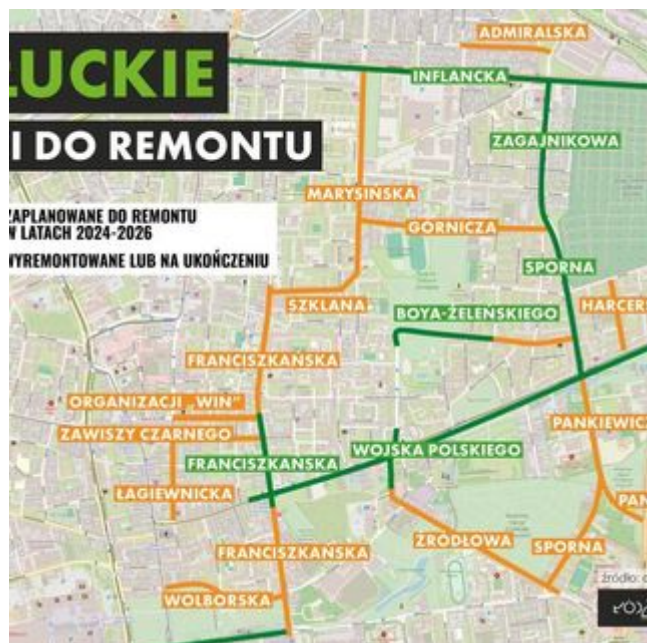 ŁUCKIE
I DO REMONTU
ZAPLANOWANE DO REMONTU
W LATACH 2024-2026
WYREMONTOWANE LUB NA UKOŃCZENIU
ADMIRALSKA
INFLANCKA
ZAGAJNIKOWA
MARYSIŃSKA
GÓRNICZA
SPORNA
SZKLANA
BOYA-ŻELEŃSKIEGO
HARCER
FRANCISZKAŃSKA
ORGANIZACJI „WIN”
ZAWISZY CZARNEGO
PANKIEWICZ
WOJSKA POLSKIEGO
FRANCISZKAŃSKA
ŁAGIEWNICKA
PAN
ŹRÓDŁOWA
SPORNA
FRANCISZKAŃSKA
źródło: o
WOLBORSKA